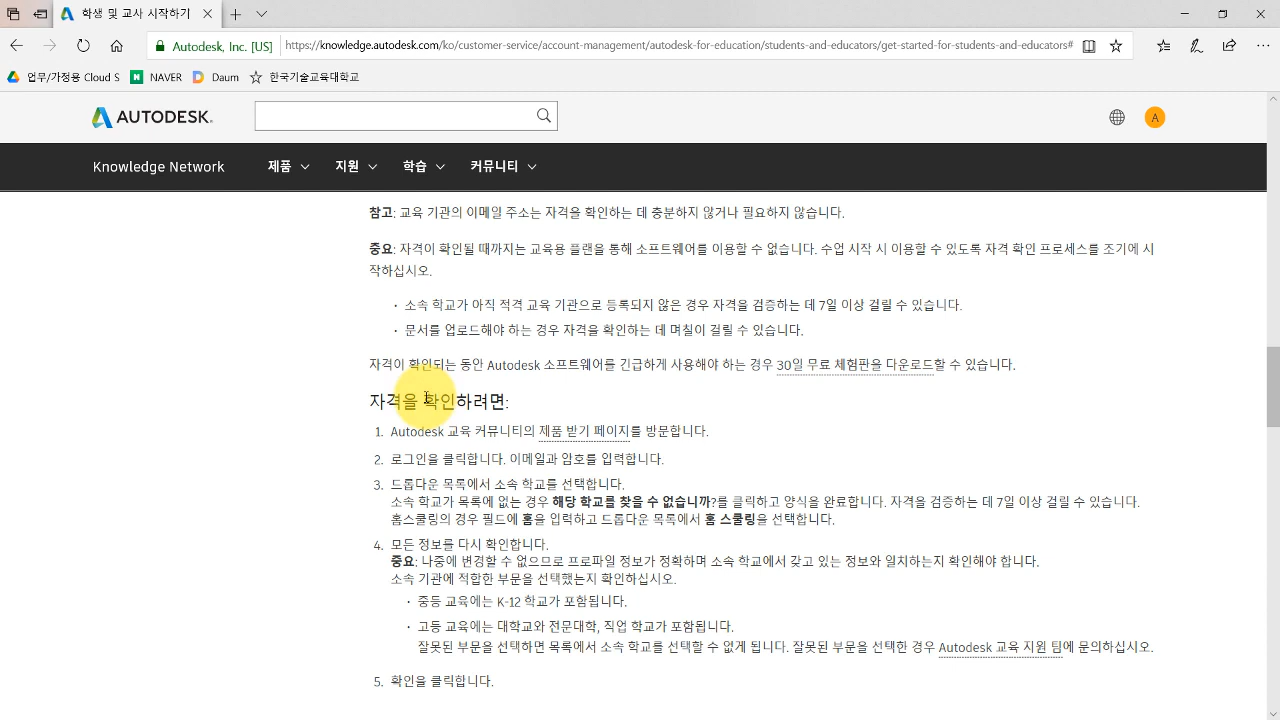 학생 및 교사 시작하기
Autodesk, Inc. [US]
https://knowledge.autodesk.com/ko/customer-service/account-management/autodesk-for-education/students-and-educators/get-started-for-students-and-educators#
업무/가정용 Cloud S
NAVER
Daum
한국기술교육대학교
AUTODESK.
A
Knowledge Network
제품
지원
학습
커뮤니티
참고: 교육 기관의 이메일 주소는 자격을 확인하는 데 충분하지 않거나 필요하지 않습니다.
중요: 자격이 확인될 때까지는 교육용 플랜을 통해 소프트웨어를 이용할 수 없습니다. 수업 시작 시 이용할 수 있도록 자격 확인 프로세스를 조기에 시
작하십시오.
· 소속 학교가 아직 적격 교육 기관으로 등록되지 않은 경우 자격을 검증하는 데 7일 이상 걸릴 수 있습니다.
· 문서를 업로드해야 하는 경우 자격을 확인하는 데 며칠이 걸릴 수 있습니다.
자격이 확인되는 동안 Autodesk 소프트웨어를 긴급하게 사용해야 하는 경우 30일 무료 체험판을 다운로드할 수 있습니다.
자격을 확인하려면:
1. Autodesk 교육 커뮤니티의 제품 받기 페이지를 방문합니다.
2. 로그인을 클릭합니다. 이메일과 암호를 입력합니다.
3. 드롭다운 목록에서 소속 학교를 선택합니다.
소속 학교가 목록에 없는 경우 해당 학교를 찾을 수 없습니까?를 클릭하고 양식을 완료합니다. 자격을 검증하는 데 7일 이상 걸릴 수 있습니다.
홈스쿨링의 경우 필드에 홈을 입력하고 드롭다운 목록에서 홈 스쿨링을 선택합니다.
4. 모든 정보를 다시 확인합니다.
중요: 나중에 변경할 수 없으므로 프로파일 정보가 정확하며 소속 학교에서 갖고 있는 정보와 일치하는지 확인해야 합니다.
소속 기관에 적합한 부문을 선택했는지 확인하십시오.
· 중등 교육에는 K-12 학교가 포함됩니다.
· 고등 교육에는 대학교와 전문대학, 직업 학교가 포함됩니다.
잘못된 부문을 선택하면 목록에서 소속 학교를 선택할 수 없게 됩니다. 잘못된 부문을 선택한 경우 Autodesk 교육 지원 팀에 문의하십시오.
5. 확인을 클릭합니다.